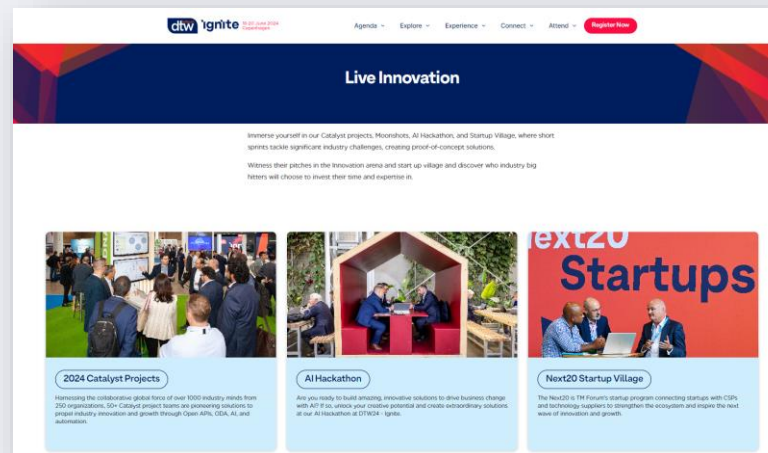 dtw ignite 18-20 June 2024
Copenhagen
Agenda Explore Experience Connect Attend Register Now
Live Innovation
Immerse yourself in our Catalyst projects, Moonshots, AI Hackathon, and Startup Village, where short
sprints tackle significant industry challenges, creating proof-of-concept solutions.
Witness their pitches in the Innovation arena and start up village and discover who industry big
hitters will choose to invest their time and expertise in.
ext20
Startups
2024 Catalyst Projects
Harnessing the collaborative global force of over 1000 industry minds from
250 organizations, 50+ Catalyst project teams are pioneering solutions to
propel industry innovation and growth through Open APIs, ODA, AI, and
automation.
AI Hackathon
Are you ready to build amazing, innovative solutions to drive business change
with AI? If so, unlock your creative potential and create extraordinary solutions
at our AI Hackathon at DTW24 - Ignite.
Next20 Startup Village
The Next20 is TM Forum's startup program connecting startups with CSPs
and technology suppliers to strengthen the ecosystem and inspire the next
wave of innovation and growth.